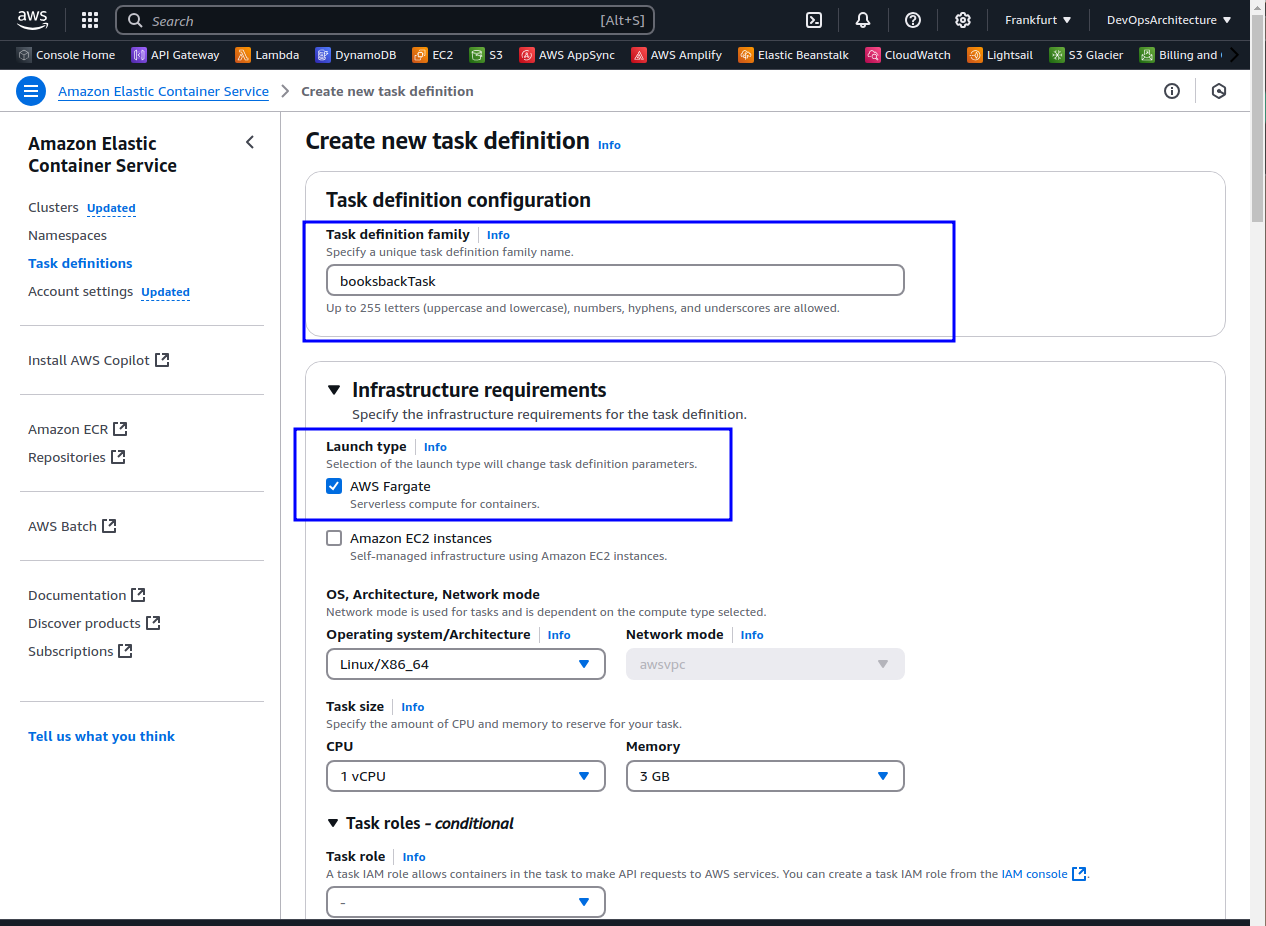 aws Search [Alt+S] Frankfurt ▼ DevOpsArchitecture ▼
Console Home API Gateway Lambda DynamoDB EC2 S3 AWS AppSync AWS Amplify Elastic Beanstalk CloudWatch Lightsail S3 Glacier Billing and
Amazon Elastic Container Service > Create new task definition
Amazon Elastic
Container Service
Clusters Updated
Namespaces
Task definitions
Account settings Updated
Install AWS Copilot
Amazon ECR
Repositories
AWS Batch
Documentation
Discover products
Subscriptions
Tell us what you think
Create new task definition Info
Task definition configuration
Task definition family Info
Specify a unique task definition family name.
booksbackTask
Up to 255 letters (uppercase and lowercase), numbers, hyphens, and underscores are allowed.
Infrastructure requirements
Specify the infrastructure requirements for the task definition.
Launch type Info
Selection of the launch type will change task definition parameters.
AWS Fargate
Serverless compute for containers.
Amazon EC2 instances
Self-managed infrastructure using Amazon EC2 instances.
OS, Architecture, Network mode
Network mode is used for tasks and is dependent on the compute type selected.
Operating system/Architecture Info Network mode Info
Linux/X86_64 awsvpc
Task size Info
Specify the amount of CPU and memory to reserve for your task.
CPU Memory
1 vCPU 3 GB
Task roles - conditional
Task role Info
A task IAM role allows containers in the task to make API requests to AWS services. You can create a task IAM role from the IAM console.
-